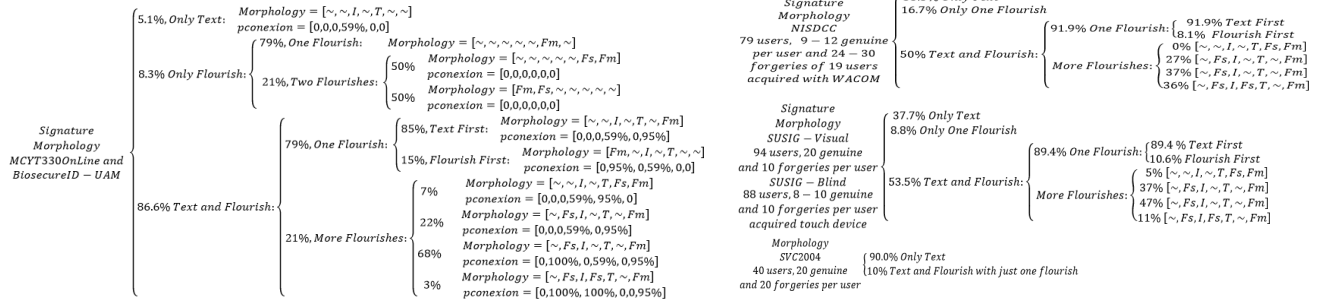 5.1%, Only Text: Morphology = [~,~,I,~,T,~,~]
pconexion = [0,0,0,59%,0,0]
8.3% Only Flourish:
79%, One Flourish: Morphology = [~,~,~,~,~,Fm,~]
21%, Two Flourishes:
50% Morphology = [~,~,~,~,~,Fs,Fm]
pconexion = [0,0,0,0,0,0]
50% Morphology = [Fm,Fs,~,~,~,~,~]
pconexion = [0,0,0,0,0,0]
Signature
Morphology
MCYT330OnLine and
BiosecureID − UAM
86.6% Text and Flourish:
79%, One Flourish:
85%, Text First: Morphology = [~,~,I,~,T,~,Fm]
pconexion = [0,0,0,59%,0,95%]
15%, Flourish First: Morphology = [Fm,~,I,~,T,~,~]
pconexion = [0,95%,0,59%,0,0]
21%, More Flourishes:
7% Morphology = [~,~,I,~,T,Fs,Fm]
pconexion = [0,0,0,59%,95%,0]
22% Morphology = [~,Fs,I,~,T,~,Fm]
pconexion = [0,0,0,59%,0,95%]
68% Morphology = [~,Fs,I,~,T,~,Fm]
pconexion = [0,100%,0,59%,0,95%]
3% Morphology = [~,Fs,I,Fs,T,~,Fm]
pconexion = [0,100%,100%,0,0,95%]
Signature
Morphology
NISDCC
79 users, 9 − 12 genuine
per user and 24 − 30
forgeries of 19 users
acquired with WACOM
16.7% Only One Flourish
50% Text and Flourish:
91.9% One Flourish:
91.9% Text First
8.1% Flourish First
More Flourishes:
0% [~,~,I,~,T,Fs,Fm]
27% [~,Fs,I,~,T,~,Fm]
37% [~,Fs,I,~,T,~,Fm]
36% [~,Fs,I,Fs,T,~,Fm]
Signature
Morphology
SUSIG − Visual
94 users, 20 genuine
and 10 forgeries per user
SUSIG − Blind
88 users, 8 − 10 genuine
and 10 forgeries per user
acquired touch device
37.7% Only Text
8.8% Only One Flourish
53.5% Text and Flourish:
89.4% One Flourish:
89.4 % Text First
10.6% Flourish First
More Flourishes:
5% [~,~,I,~,T,Fs,Fm]
37% [~,Fs,I,~,T,~,Fm]
47% [~,Fs,I,~,T,~,Fm]
11% [~,Fs,I,Fs,T,~,Fm]
Morphology
SVC2004
40 users, 20 genuine
and 20 forgeries per user
90.0% Only Text
10% Text and Flourish with just one flourish